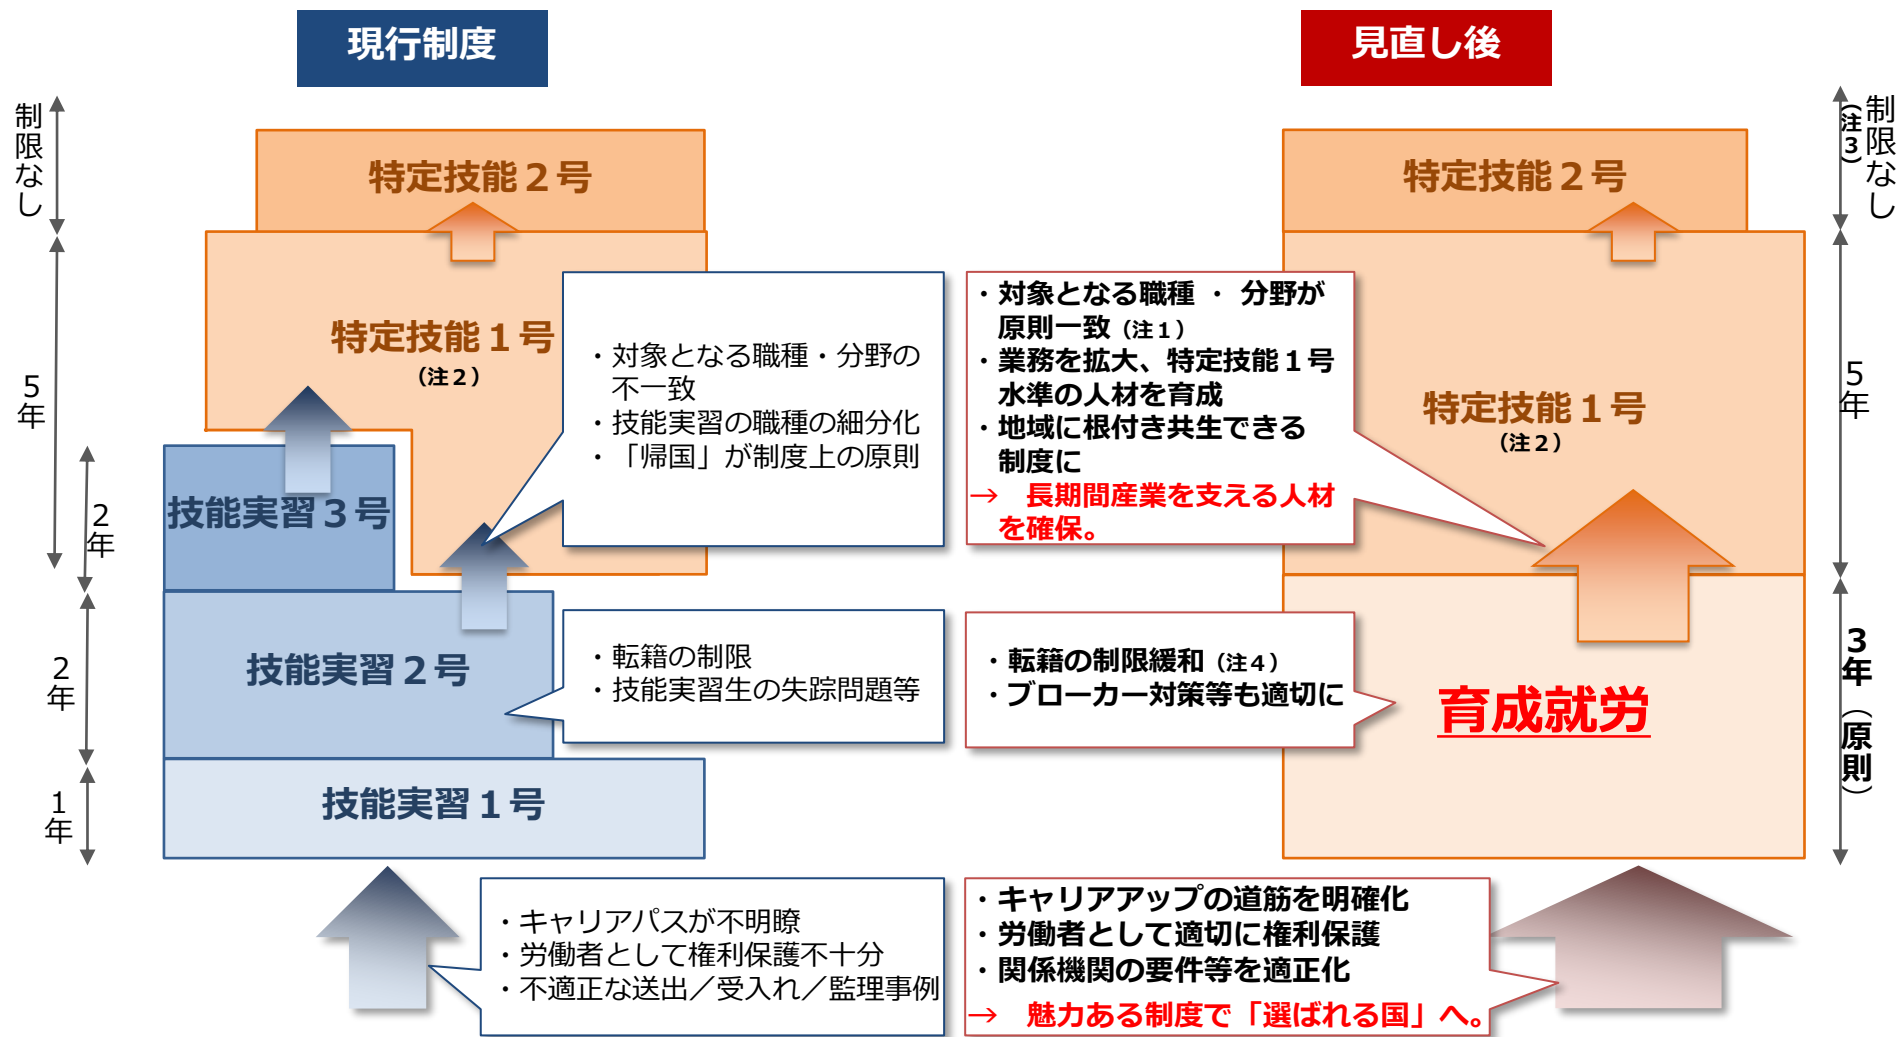 現行制度
制限なし
5年
2年
2年
1年
特定技能２号
特定技能１号
（注２）
技能実習３号
技能実習２号
技能実習１号
・対象となる職種・分野の
不一致
・技能実習の職種の細分化
・「帰国」が制度上の原則
・転籍の制限
・技能実習生の失踪問題等
・キャリアパスが不明瞭
・労働者として権利保護不十分
・不適正な送出／受入れ／監理事例
見直し後
・対象となる職種 ・ 分野が
原則一致（注１）
・業務を拡大、特定技能１号
水準の人材を育成
・地域に根付き共生できる
制度に
→ 長期間産業を支える人材
を確保。
・転籍の制限緩和（注４）
・ブローカー対策等も適切に
・キャリアアップの道筋を明確化
・労働者として適切に権利保護
・関係機関の要件等を適正化
→ 魅力ある制度で「選ばれる国」へ。
特定技能２号
特定技能１号
（注２）
育成就労
制限なし
（注３）
5年
3年（原則）